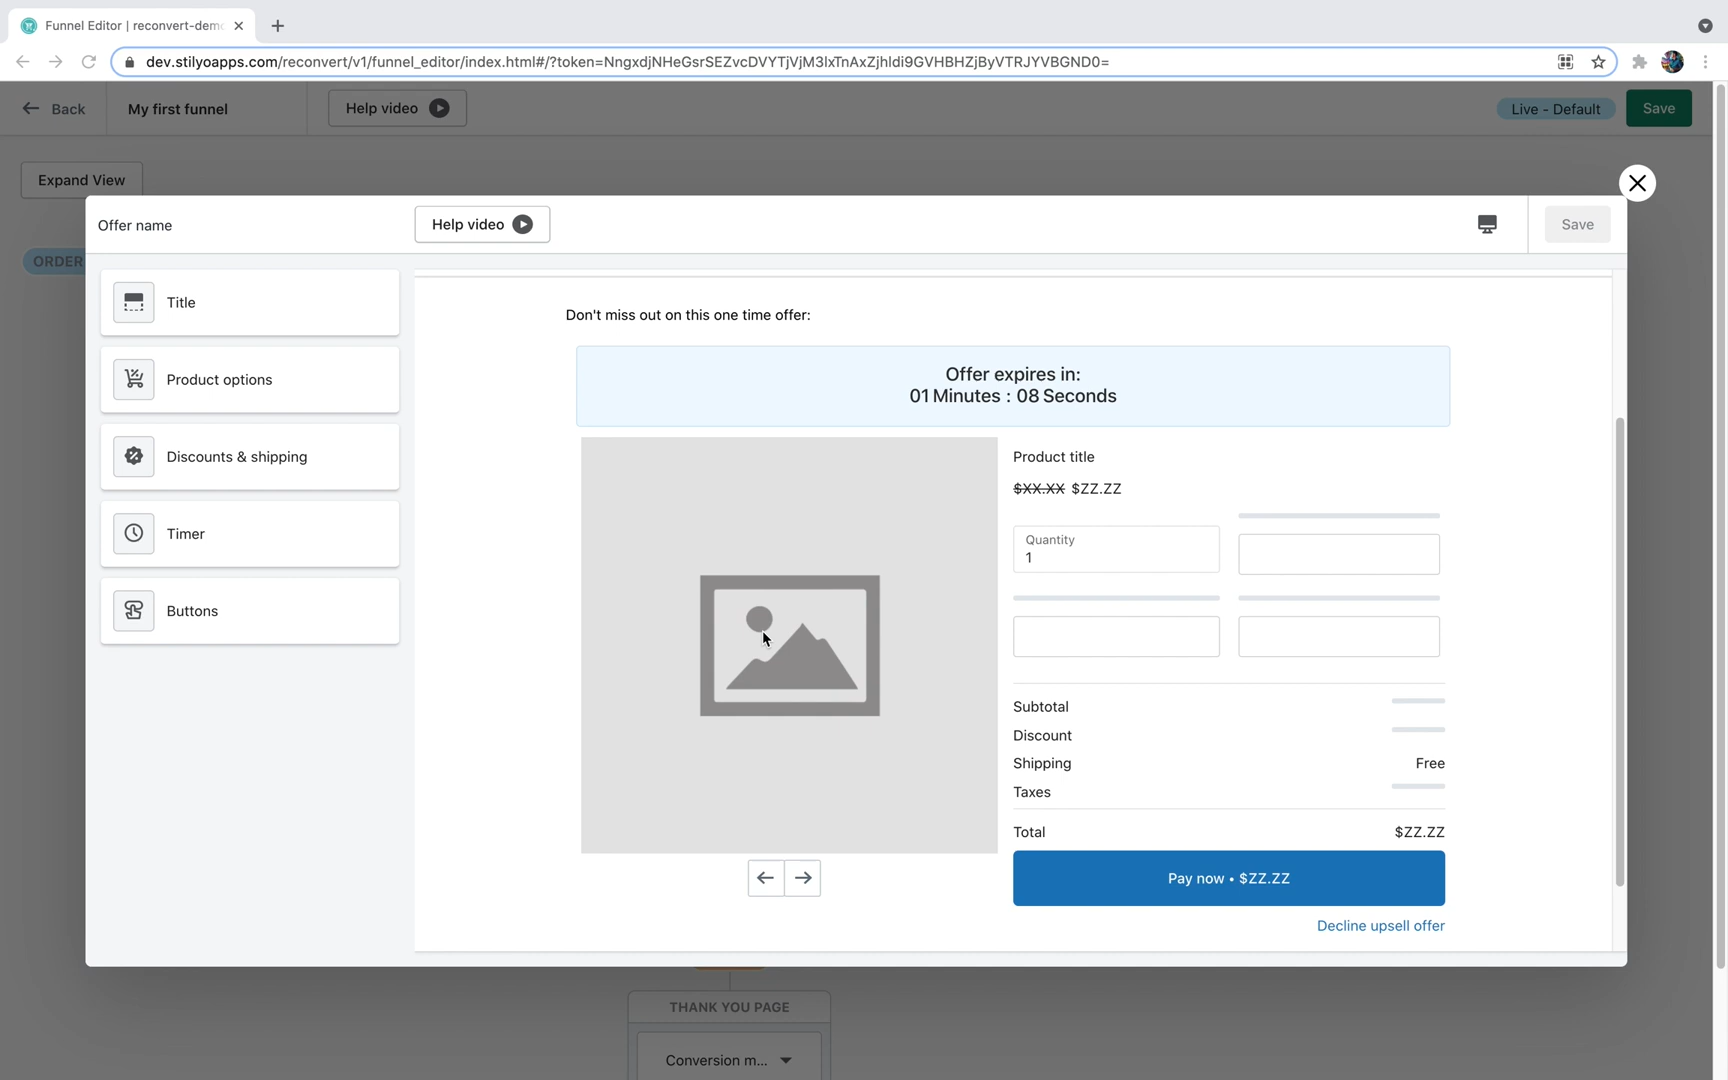 Funnel Editor | reconvert-dem
dev.stilyoapps.com/reconvert/v1/funnel_editor/index.html#/?token=NngxdjNHeGsrSEZvcDVYTjVjM3lxTnAxZjhldi9GVHBHZjByVTRJYVBGND0=
Back
My first funnel
Help video
Live - Default
Save
Expand View
Offer name
Help video
Save
ORDER
Title
Product options
Discounts & shipping
Timer
Buttons
Don't miss out on this one time offer:
Offer expires in:
01 Minutes : 08 Seconds
Product title
$XX.XX $ZZ.ZZ
Quantity
1
Subtotal
Discount
Shipping Free
Taxes
Total $ZZ.ZZ
Pay now • $ZZ.ZZ
Decline upsell offer
THANK YOU PAGE
Conversion m...